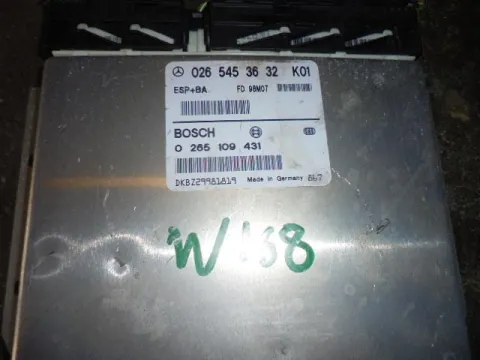 026 545 36 32 K01
ESP+BA FD 98M07
BOSCH
0 265 109 431
DKBZ29981819 Made in Germany 867
W168